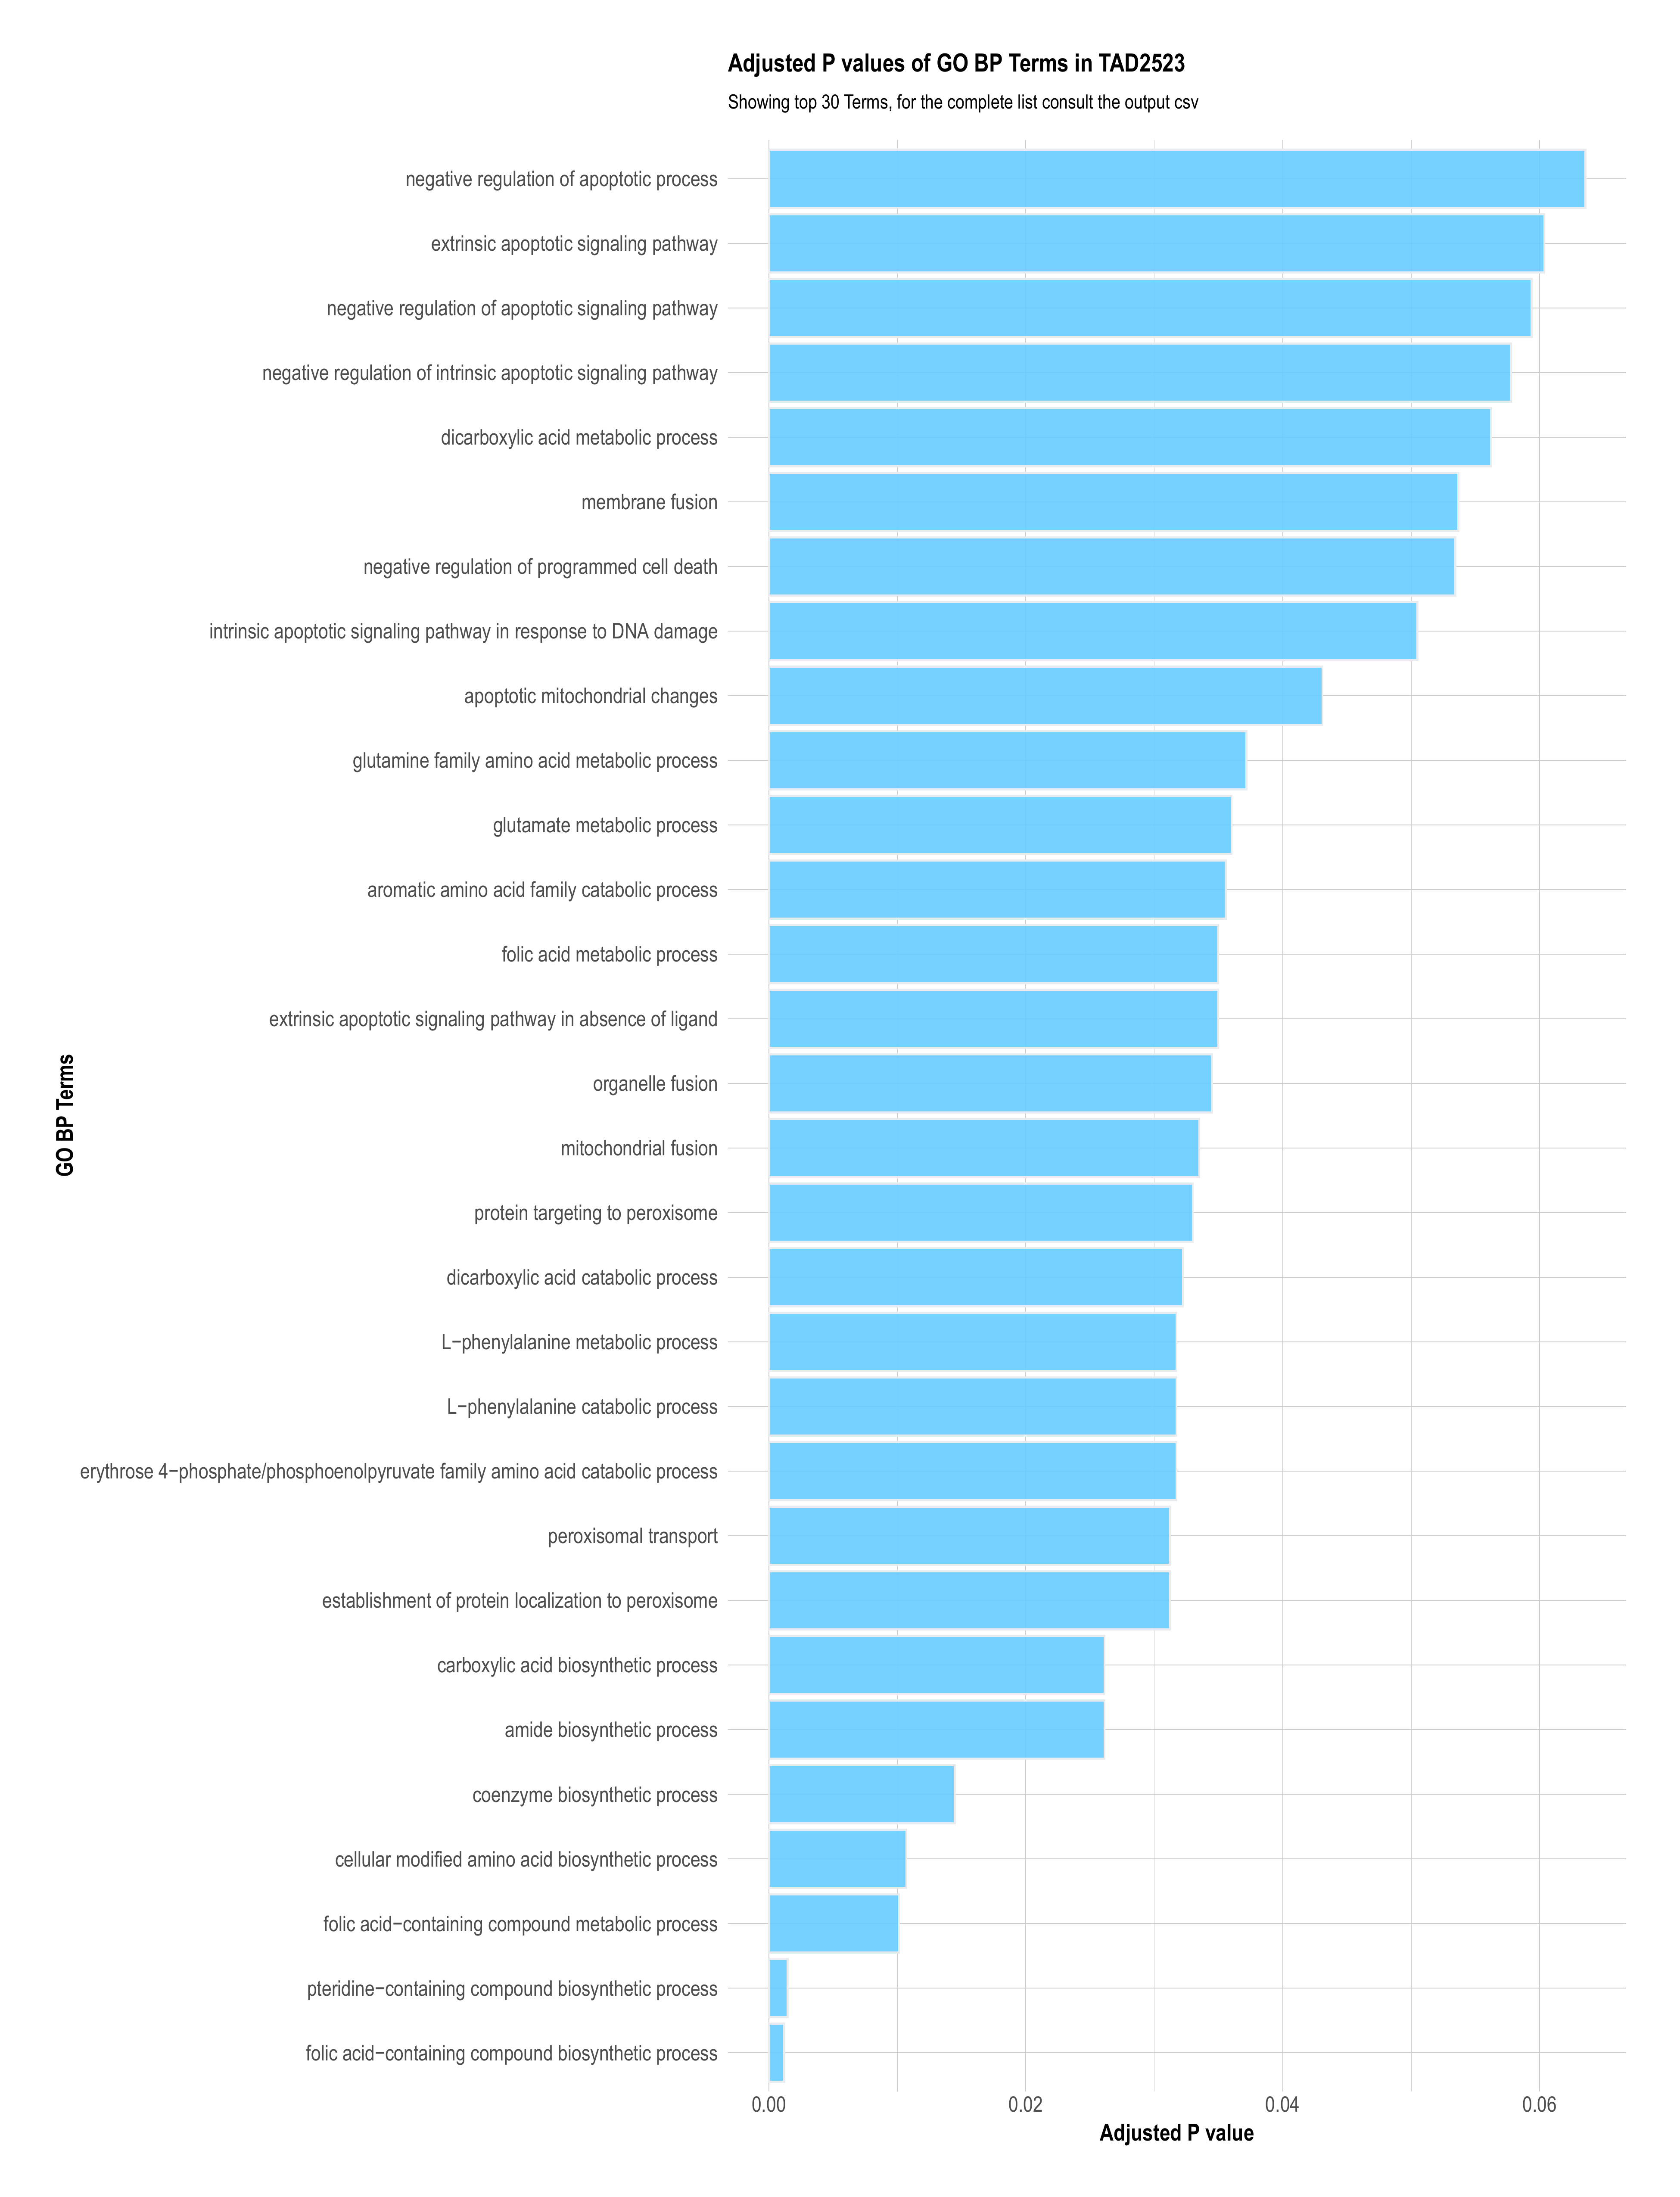 Adjusted P values of GO BP Terms in TAD2523
Showing top 30 Terms, for the complete list consult the output csv
negative regulation of apoptotic process
extrinsic apoptotic signaling pathway
negative regulation of apoptotic signaling pathway
negative regulation of intrinsic apoptotic signaling pathway
dicarboxylic acid metabolic process
membrane fusion
negative regulation of programmed cell death
intrinsic apoptotic signaling pathway in response to DNA damage
apoptotic mitochondrial changes
glutamine family amino acid metabolic process
glutamate metabolic process
aromatic amino acid family catabolic process
folic acid metabolic process
extrinsic apoptotic signaling pathway in absence of ligand
organelle fusion
mitochondrial fusion
protein targeting to peroxisome
dicarboxylic acid catabolic process
L−phenylalanine metabolic process
L−phenylalanine catabolic process
erythrose 4−phosphate/phosphoenolpyruvate family amino acid catabolic process
peroxisomal transport
establishment of protein localization to peroxisome
carboxylic acid biosynthetic process
amide biosynthetic process
coenzyme biosynthetic process
cellular modified amino acid biosynthetic process
folic acid−containing compound metabolic process
pteridine−containing compound biosynthetic process
folic acid−containing compound biosynthetic process
GO BP Terms
0.00 0.02 0.04 0.06
Adjusted P value